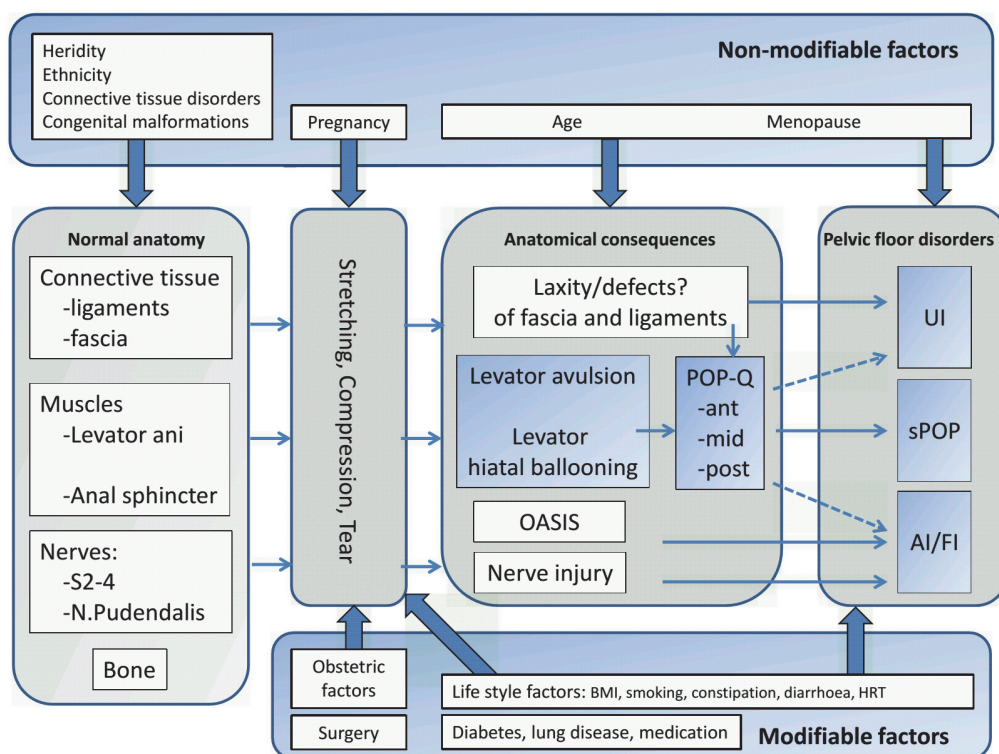 Non-modifiable factors
Heridity
Ethnicity
Connective tissue disorders
Congenital malformations
Pregnancy
Age
Menopause
Normal anatomy
Connective tissue
-ligaments
-fascia
Muscles
-Levator ani
-Anal sphincter
Nerves:
-S2-4
-N.Pudendalis
Bone
Stretching, Compression, Tear
Anatomical consequences
Laxity/defects?
of fascia and ligaments
Levator avulsion
Levator
hiatal ballooning
POP-Q
-ant
-mid
-post
OASIS
Nerve injury
Pelvic floor disorders
UI
sPOP
AI/FI
Obstetric
factors
Surgery
Life style factors: BMI, smoking, constipation, diarrhoea, HRT
Diabetes, lung disease, medication
Modifiable factors